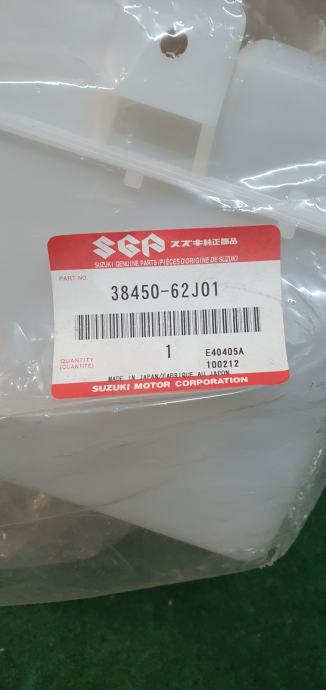 SGP スズキ純正部品
SUZUKI GENUINE PARTS/PIÈCES D'ORIGINE DE SUZUKI
PART NO.
38450-62J01
QUANTITY
(QUANTITÉ)
1
E40405A
100212
MADE IN JAPAN/FABRIQUE AU JAPON
SUZUKI MOTOR CORPORATION